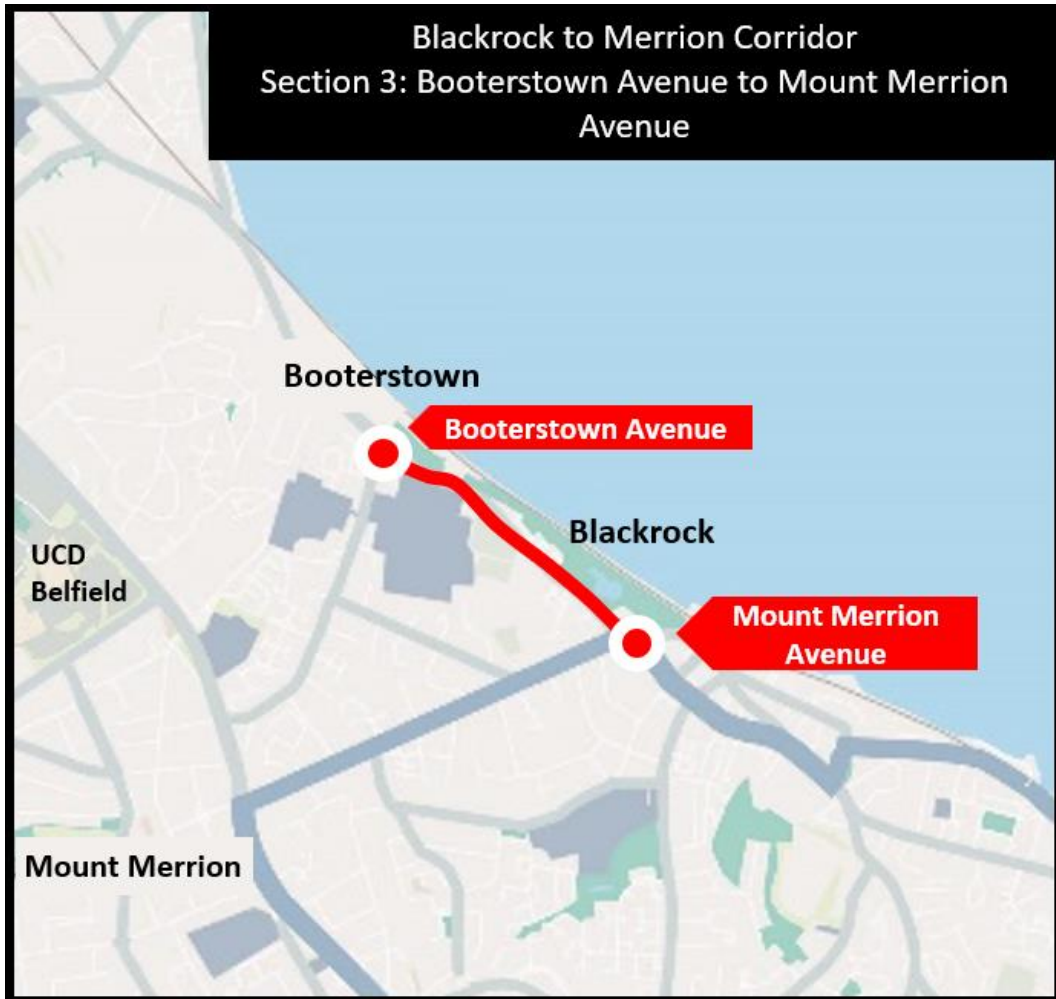 Blackrock to Merrion Corridor
Section 3: Booterstown Avenue to Mount Merrion
Avenue
Booterstown
Booterstown Avenue
Blackrock
UCD
Belfield
Mount Merrion
Avenue
Mount Merrion